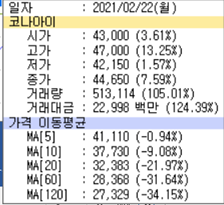 일자 : 2021/02/22(월)
코나아이
시가 : 43,000 (3.61%)
고가 : 47,000 (13.25%)
저가 : 42,150 (1.57%)
종가 : 44,650 (7.59%)
거래량 : 513,114 (105.01%)
거래대금 : 22,998 백만 (124.39%)
가격 이동평균
MA[5] : 41,110 (-0.94%)
MA[10] : 37,730 (-9.08%)
MA[20] : 32,383 (-21.97%)
MA[60] : 28,368 (-31.64%)
MA[120] : 27,329 (-34.15%)